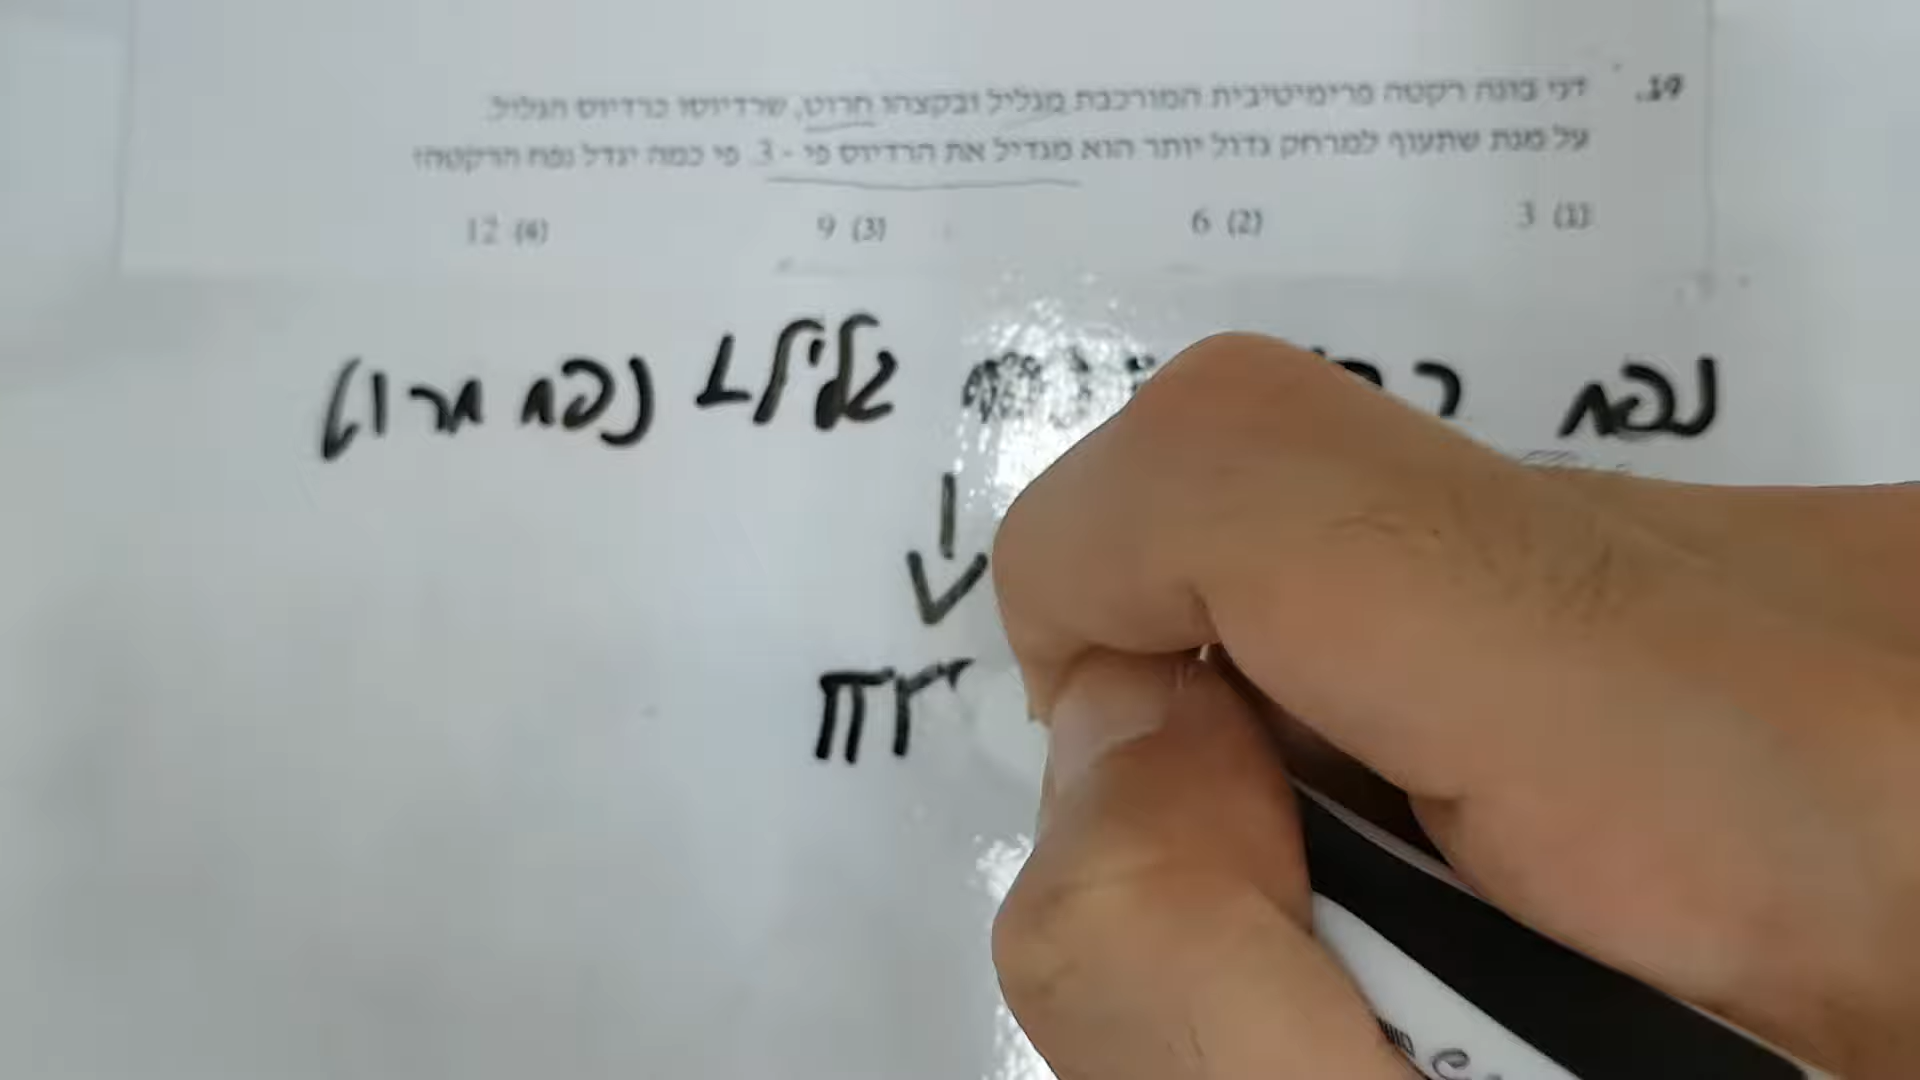 19. דני בונה רקטה פרימיטיבית המורכבת מגליל ובקצהו חרוט, שרדיוסו כרדיוס הגליל.
על מנת שתעוף למרחק גדול יותר הוא מגדיל את הרדיוס פי - 3. פי כמה יגדל נפח הרקטה?
(1) 3 (2) 6 (3) 9 (4) 12
נפח גליל + נפח חרוט
πr